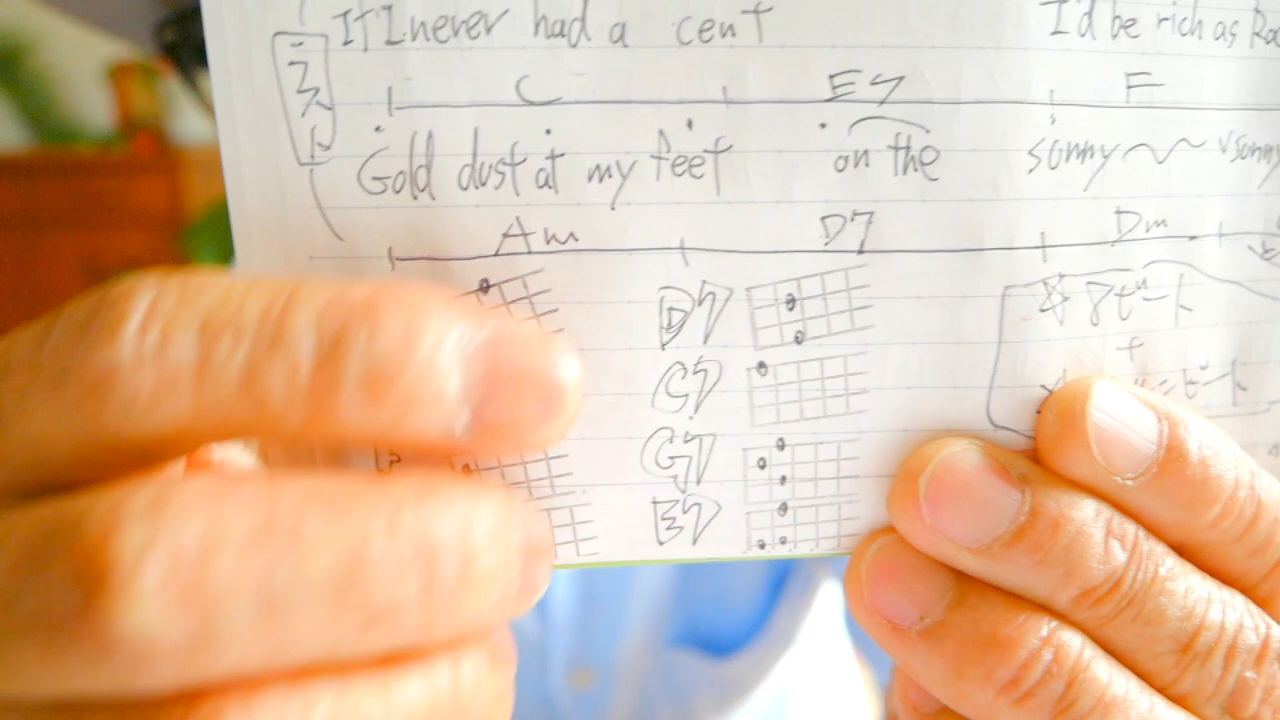 If I never had a cent I'd be rich as
C E7 F
Gold dust at my feet on the sunny sunny
Am D7 Dm
D7 8ビート
C7 +
G7
E7